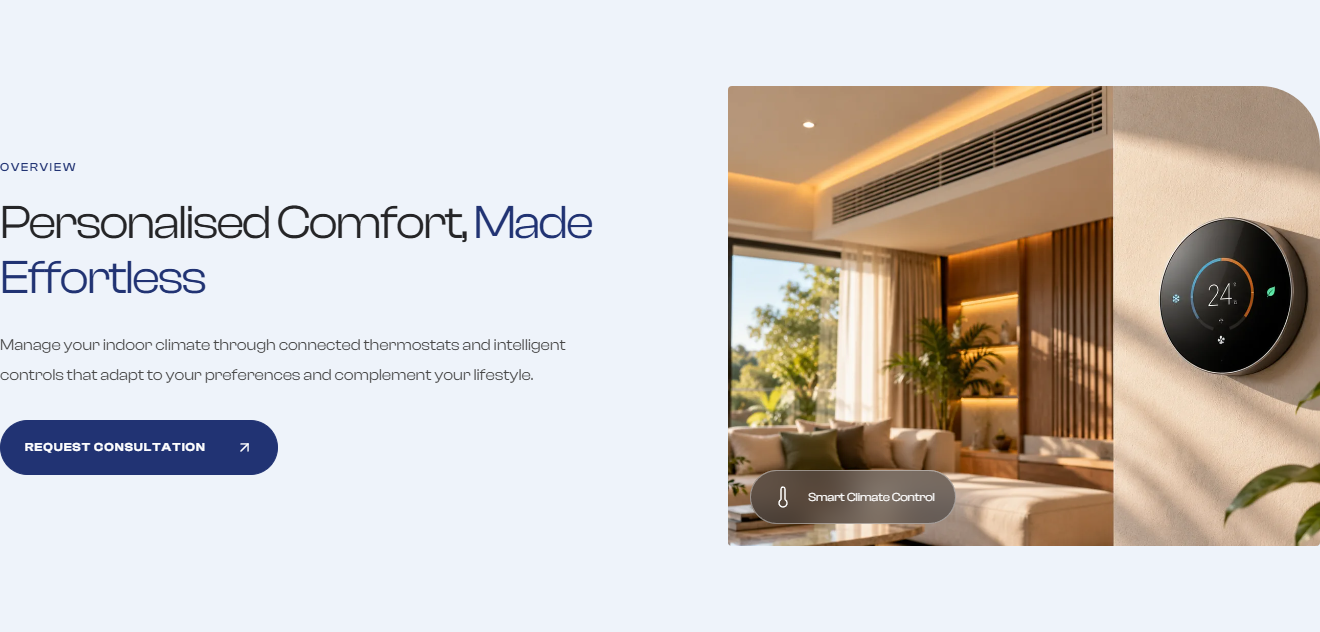 OVERVIEW
Personalised Comfort, Made
Effortless
Manage your indoor climate through connected thermostats and intelligent
controls that adapt to your preferences and complement your lifestyle.
REQUEST CONSULTATION
24
Smart Climate Control